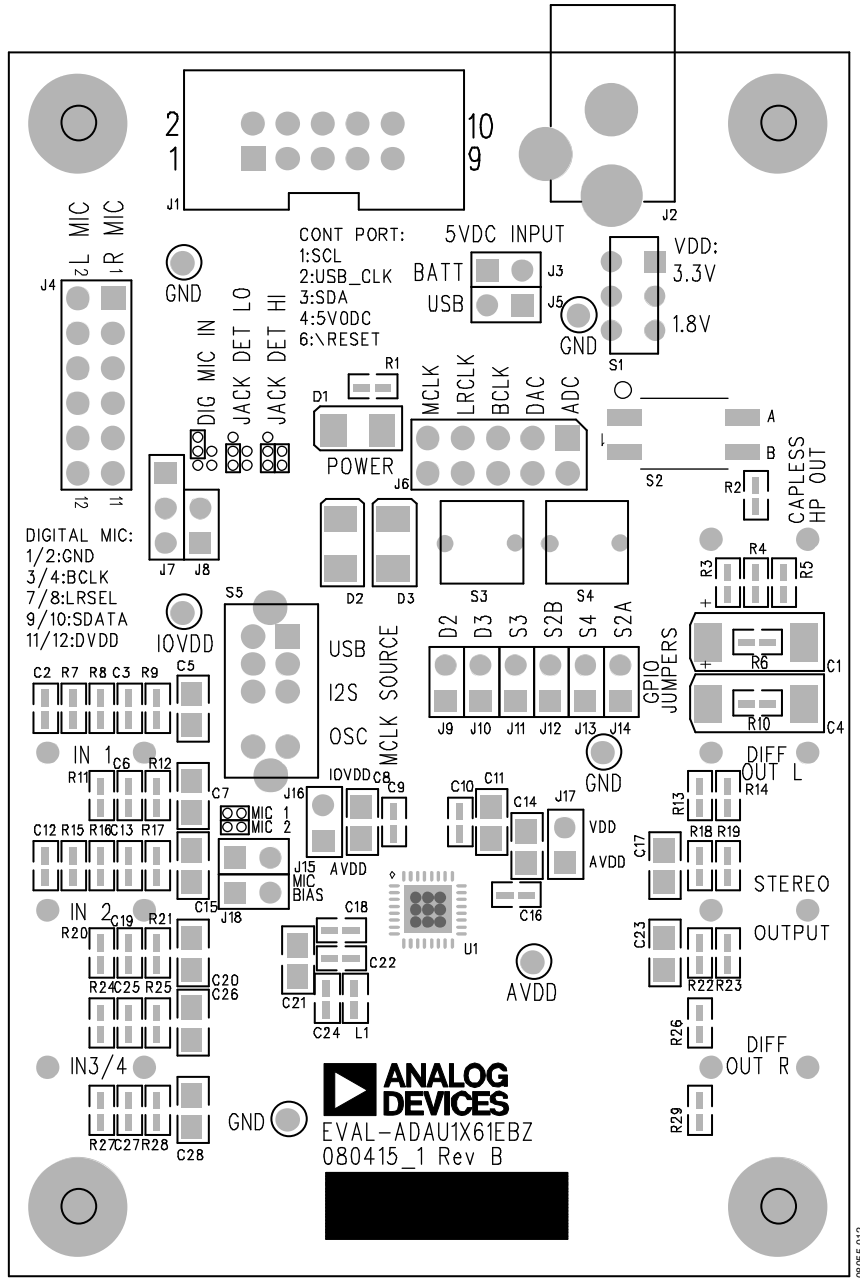 2
10
1
9
J1
J2
L MIC
R MIC
J4
2
1
GND
CONT PORT:
1:SCL
2:USB_CLK
3:SDA
4:5VODC
6:\RESET
5VDC INPUT
BATT
J3
USB
J5
GND
VDD:
3.3V
1.8V
S1
DIG MIC IN
JACK DET LO
JACK DET HI
R1
D1
POWER
MCLK
LRCLK
BCLK
DAC
ADC
J6
1
A
B
S2
R2
CAPLESS
HP OUT
12
11
DIGITAL MIC:
1/2:GND
3/4:BCLK
7/8:LRSEL
9/10:SDATA
11/12:DVDD
J7
J8
D2
D3
S3
S4
R3
R4
R5
+
IOVDD
S5
USB
I2S
OSC
MCLK SOURCE
D2
D3
S3
S2B
S4
S2A
GPIO
JUMPERS
J9
J10
J11
J12
J13
J14
+
R6
C1
R10
C4
C2
R7
R8
C3
R9
C5
IN 1
GND
DIFF
OUT L
R11
C6
R12
C7
J16
IOVDD
C8
C9
C10
C11
C14
J17
VDD
AVDD
R13
R14
MIC 1
MIC 2
C12
R15
R16
C13
R17
C15
J15
MIC
BIAS
J18
AVDD
C16
U1
C17
R18
R19
STEREO
OUTPUT
IN 2
R20
C19
R21
C20
C18
C22
C21
C24
L1
AVDD
C23
R22
R23
R24
C25
R25
C26
R26
DIFF
OUT R
IN3/4
R27
C27
R28
C28
R29
GND
ANALOG
DEVICES
EVAL-ADAU1X61EBZ
080415_1 Rev B